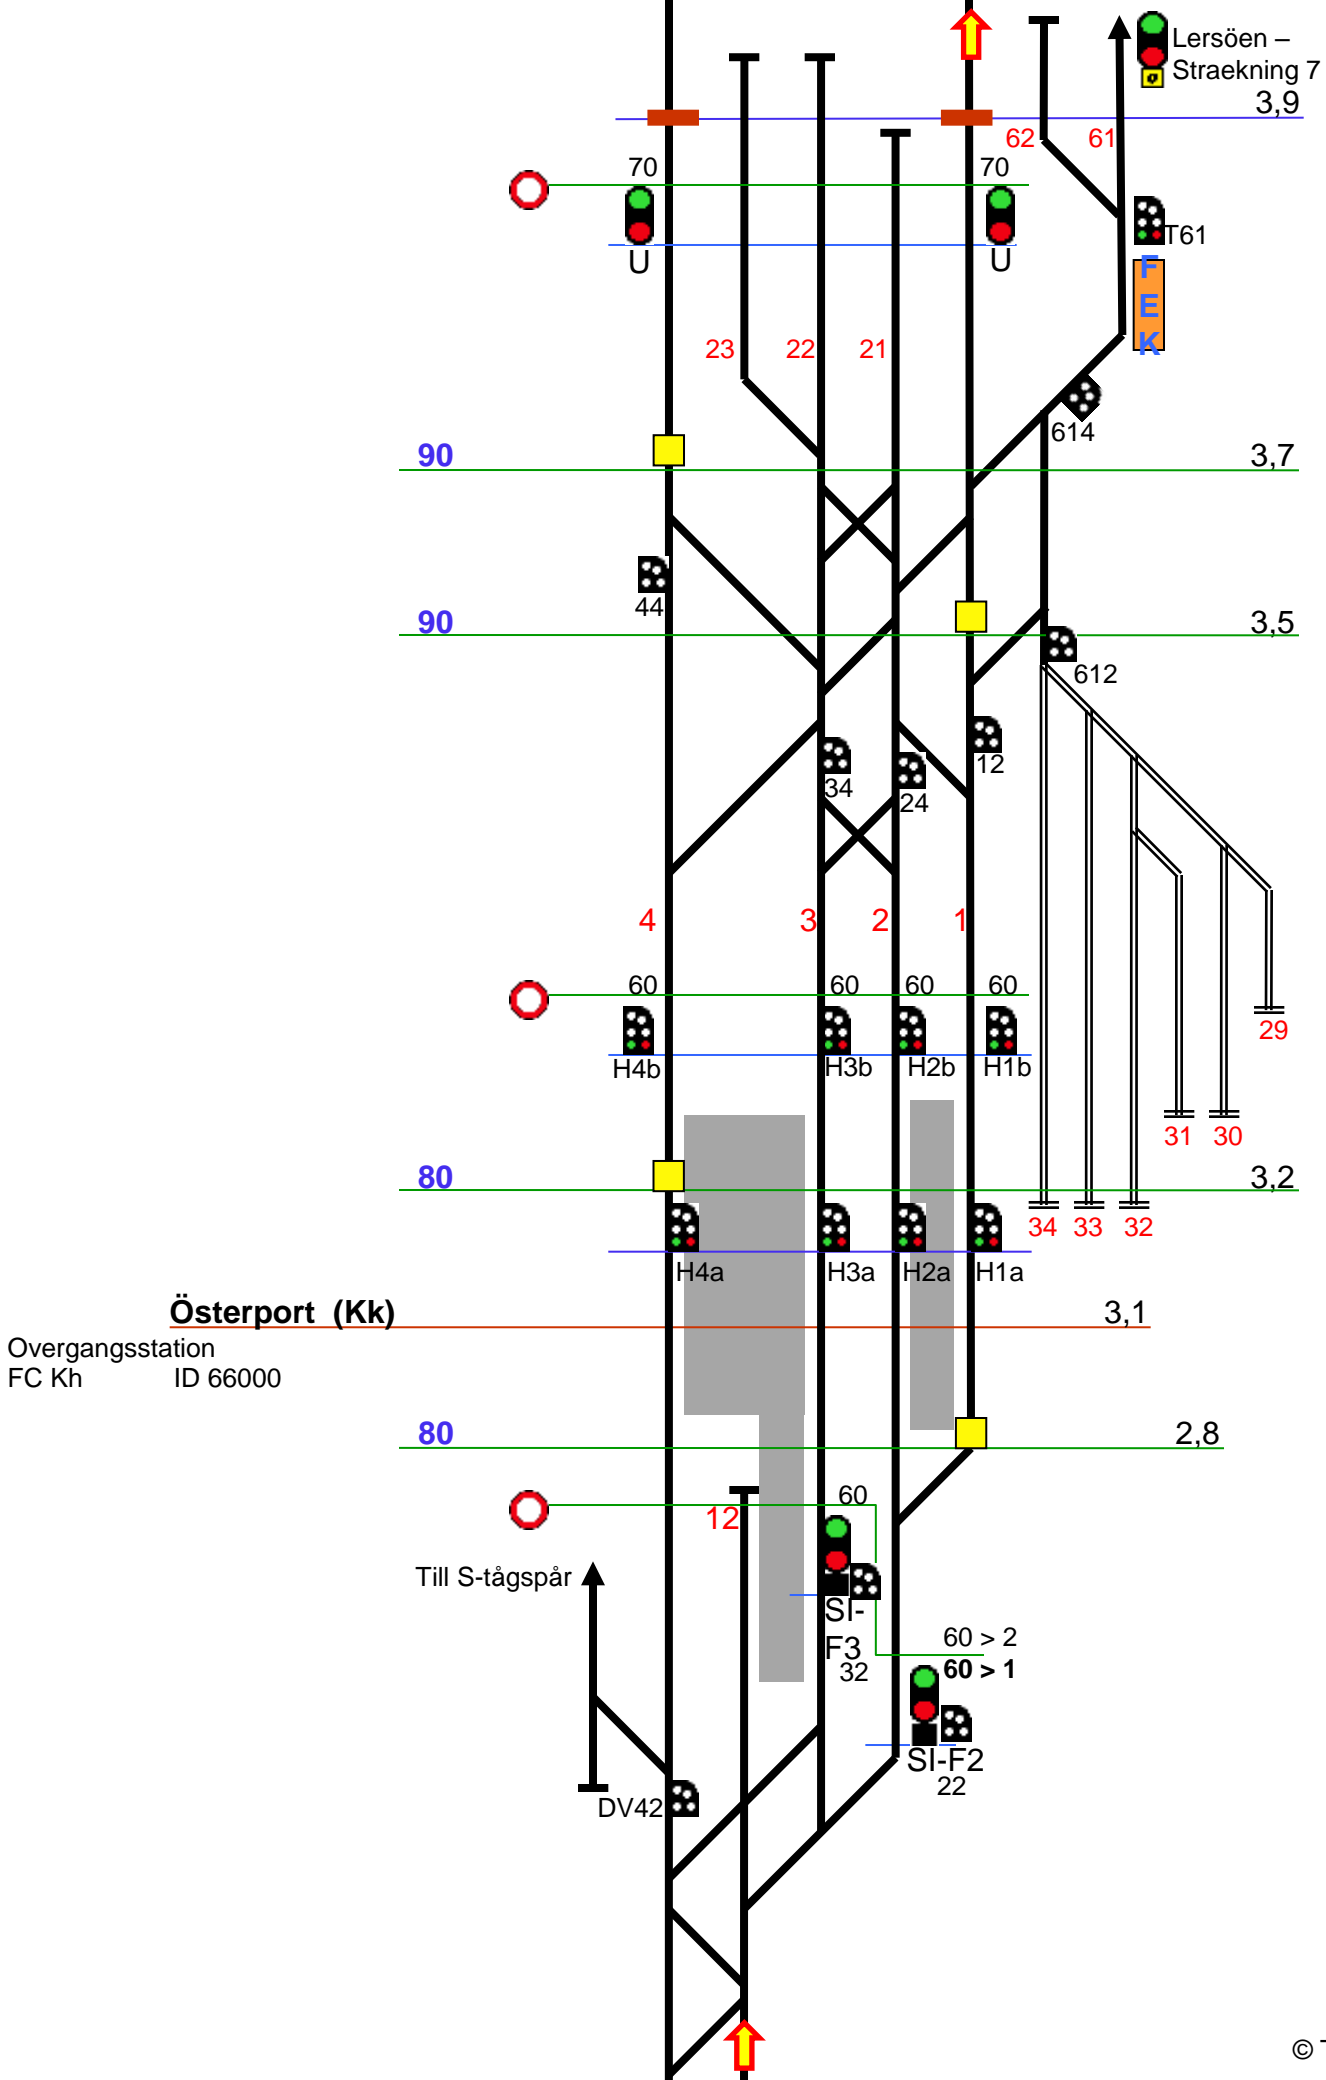 Lersöen –
Straekning 7
3,9
62 61
70 70
T61
U U
F
E
K
23 22 21
614
90 3,7
44
90 3,5
612
12
34
24
4 3 2 1
60 60 60 60
H4b H3b H2b H1b
29
31 30
80 3,2
34 33 32
H4a H3a H2a H1a
Österport (Kk) 3,1
Overgangsstation
FC Kh ID 66000
80 2,8
60
12
Till S-tågspår
SI-
F3
32
60 > 2
60 > 1
SI-F2
22
DV42
©